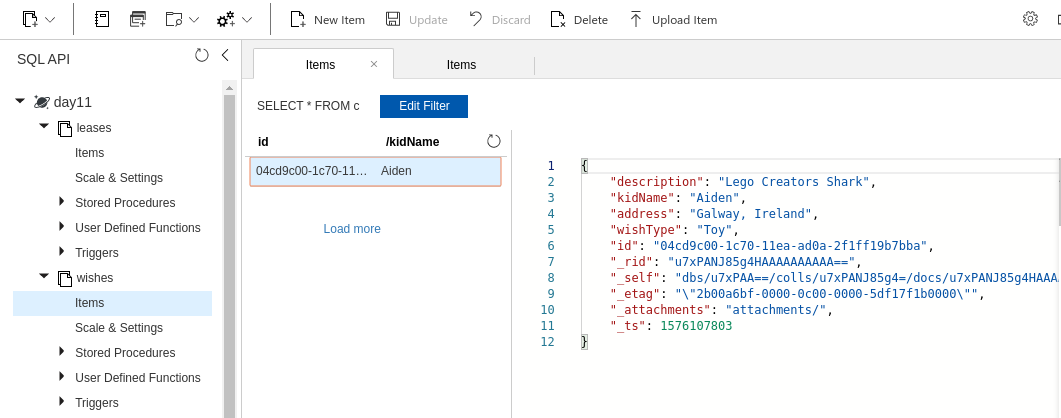 New Item Update Discard Delete Upload Item
SQL API
Items × Items
SELECT * FROM c Edit Filter
day11
leases
Items
Scale & Settings
Stored Procedures
User Defined Functions
Triggers
wishes
Items
Scale & Settings
Stored Procedures
User Defined Functions
Triggers
id /kidName
04cd9c00-1c70-11... Aiden
Load more
1 {
2 "description": "Lego Creators Shark",
3 "kidName": "Aiden",
4 "address": "Galway, Ireland",
5 "wishType": "Toy",
6 "id": "04cd9c00-1c70-11ea-ad0a-2f1ff19b7bba",
7 "_rid": "u7xPANJ85g4HAAAAAAAAAA==",
8 "_self": "dbs/u7xPAA==/colls/u7xPANJ85g4=/docs/u7xPANJ85g4HAAA
9 "_etag": "\"2b00a6bf-0000-0c00-0000-5df17f1b0000\"",
10 "_attachments": "attachments/",
11 "_ts": 1576107803
12 }